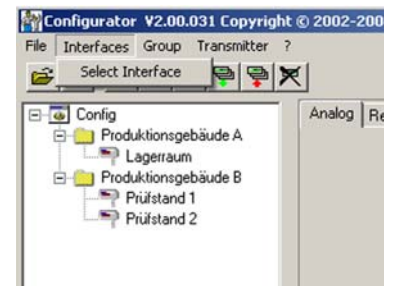 Configurator V2.00.031 Copyright © 2002-200
File Interfaces Group Transmitter ?
Select Interface
Config
Produktionsgebäude A
Lagerraum
Produktionsgebäude B
Prüfstand 1
Prüfstand 2
Analog Re